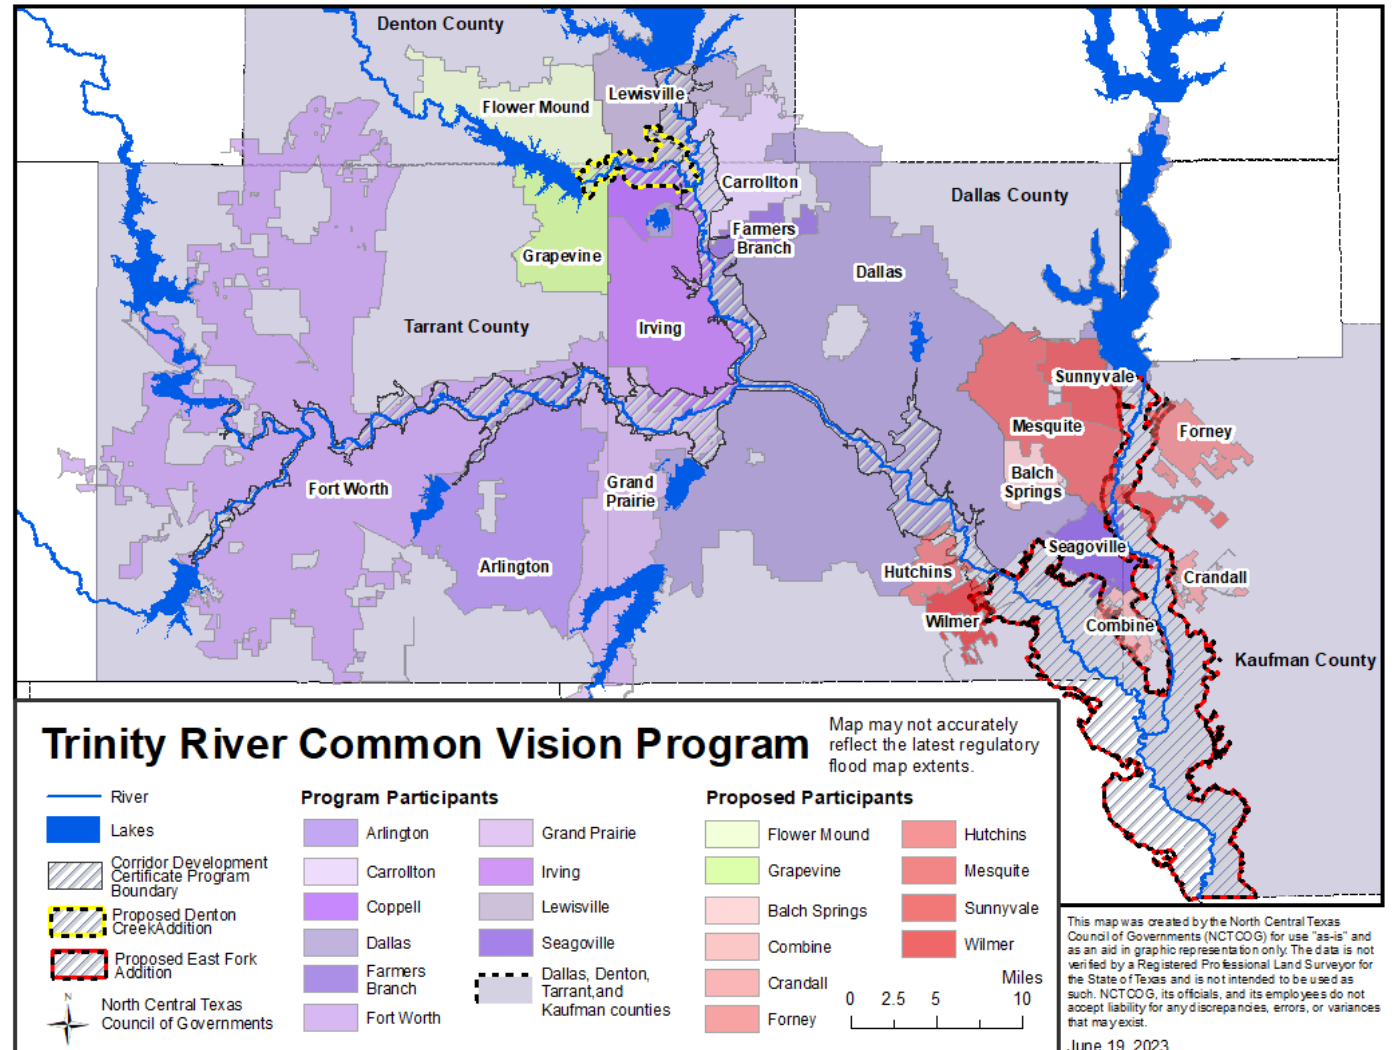 Denton County
Flower Mound
Lewisville
Carrollton
Dallas County
Farmers
Branch
Grapevine
Dallas
Tarrant County
Irving
Sunnyvale
Mesquite
Forney
Balch
Springs
Fort Worth
Grand
Prairie
Seagoville
Arlington
Hutchins
Crandall
Wilmer
Combine
Kaufman County
Trinity River Common Vision Program
Map may not accurately
reflect the latest regulatory
flood map extents.
River
Lakes
Corridor Development
Certificate Program
Boundary
Proposed Denton
CreekAddition
Proposed East Fork
Addition
N
North Central Texas
Council of Governments
Program Participants
Arlington
Carrollton
Coppell
Dallas
Farmers
Branch
Fort Worth
Grand Prairie
Irving
Lewisville
Seagoville
Dallas, Denton,
Tarrant,and
Kaufman counties
Proposed Participants
Flower Mound
Grapevine
Balch Springs
Combine
Crandall
Forney
Hutchins
Mesquite
Sunnyvale
Wilmer
Miles
0 2.5 5 10
This map was created by the North Central Texas
Council of Governments (NCTCOG) for use "as-is" and
as an aid in graphic representation only. The data is not
verified by a Registered Professional Land Surveyor for
the State of Texas and is not intended to be used as
such. NCTCOG, its officials, and its employees do not
accept liability for any discrepancies, errors, or variances
that may exist.
June 19, 2023